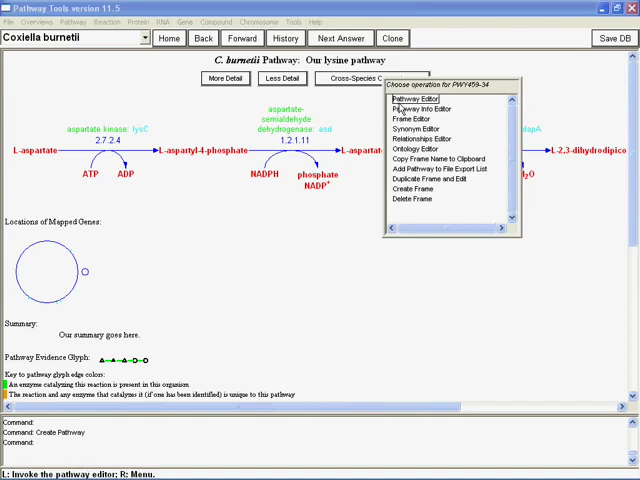 Pathway Tools version 11.5
File Overviews Pathway Reaction Protein RNA Gene Compound Chromosome Tools Help
Coxiella burnetii Home Back Forward History Next Answer Clone Save DB
C. burnetii Pathway: Our lysine pathway
More Detail Less Detail Cross-Species
Choose operation for PWY459-34
Pathway Editor
Pathway Info Editor
Frame Editor
Synonym Editor
Relationships Editor
Ontology Editor
Copy Frame Name to Clipboard
Add Pathway to File Export List
Duplicate Frame and Edit
Create Frame
Delete Frame
aspartate kinase: lysC
2.7.2.4
aspartate-
semialdehyde
dehydrogenase: asd
1.2.1.11
dapA
L-aspartate L-aspartyl-4-phosphate L-aspartate L-2,3-dihydrodipico
ATP ADP NADPH phosphate
NADP+
Locations of Mapped Genes:
Summary:
Our summary goes here.
Pathway Evidence Glyph:
Key to pathway glyph edge colors:
An enzyme catalyzing this reaction is present in this organism
The reaction and any enzyme that catalyzes it (if one has been identified) is unique to this pathway
Command:
Command: Create Pathway
Command:
L: Invoke the pathway editor; R: Menu.